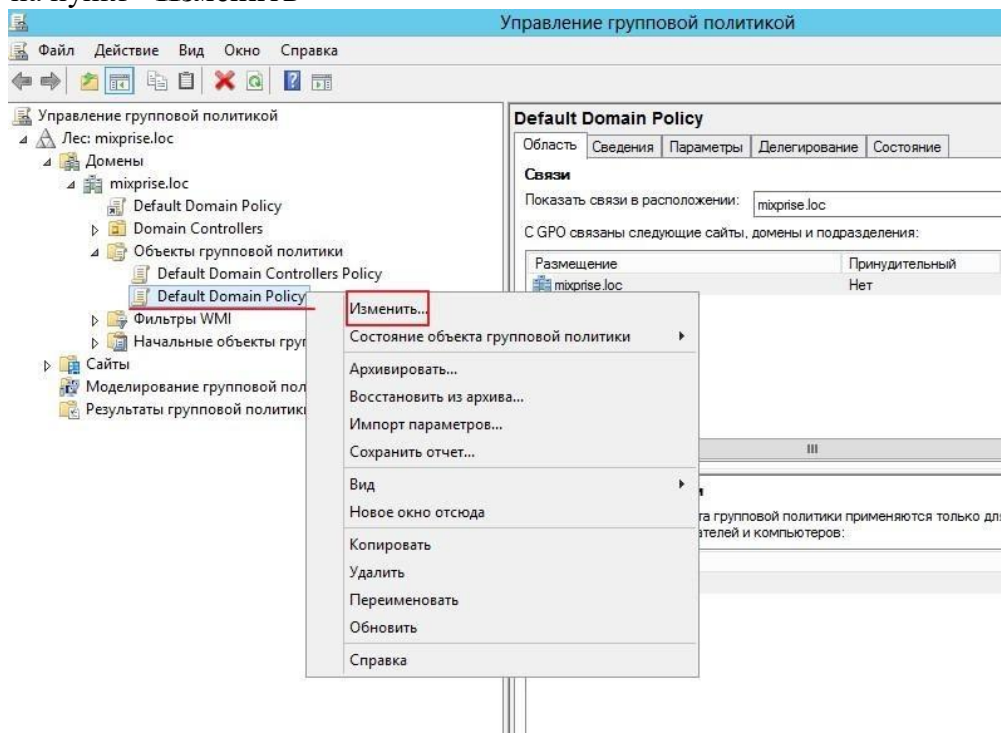 на пункт "Изменить"
Управление групповой политикой
Файл Действие Вид Окно Справка
Управление групповой политикой
Лес: mixprise.loc
Домены
mixprise.loc
Default Domain Policy
Domain Controllers
Объекты групповой политики
Default Domain Controllers Policy
Default Domain Policy
Фильтры WMI
Начальные объекты груп
Сайты
Моделирование групповой пол
Результаты групповой политики
Default Domain Policy
Область Сведения Параметры Делегирование Состояние
Связи
Показать связи в расположении: mixprise.loc
С GPO связаны следующие сайты, домены и подразделения:
Размещение Принудительный
mixprise.loc Нет
Изменить...
Состояние объекта групповой политики
Архивировать...
Восстановить из архива...
Импорт параметров...
Сохранить отчет...
Вид
Новое окно отсюда
Копировать
Удалить
Переименовать
Обновить
Справка
та групповой политики применяются только для
ателей и компьютеров: